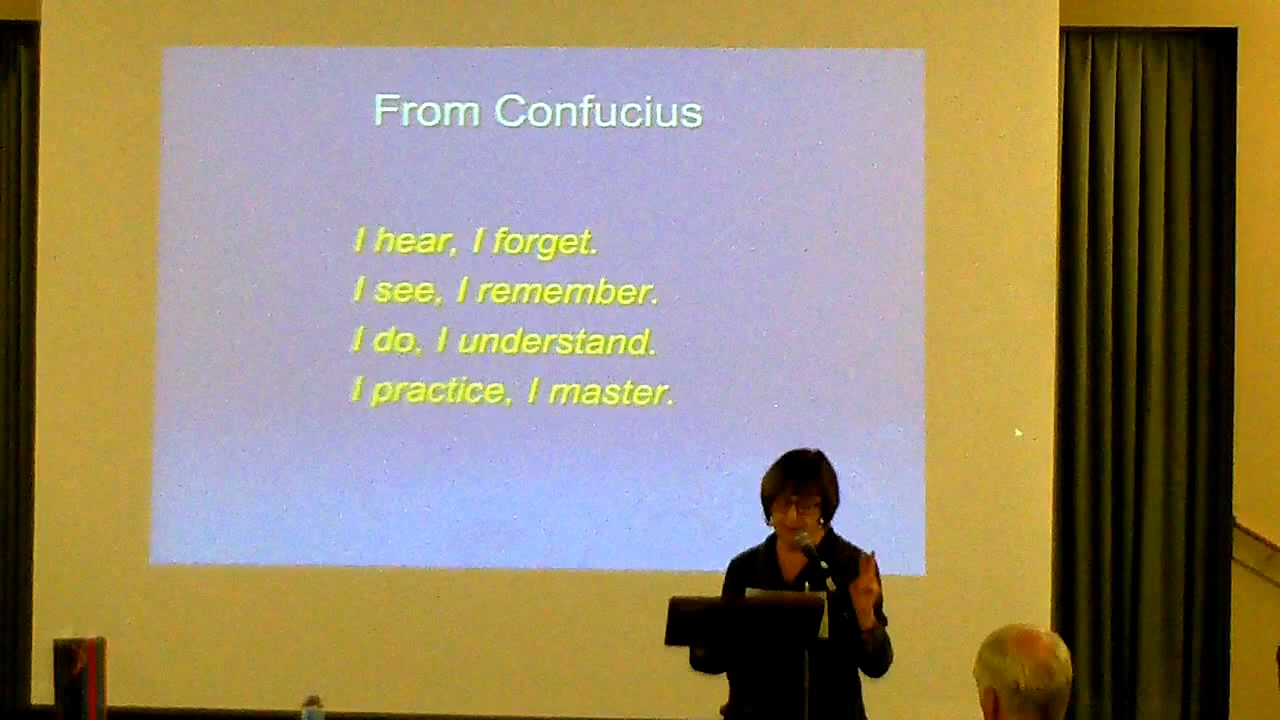 From Confucius
I hear, I forget.
I see, I remember.
I do, I understand.
I practice, I master.